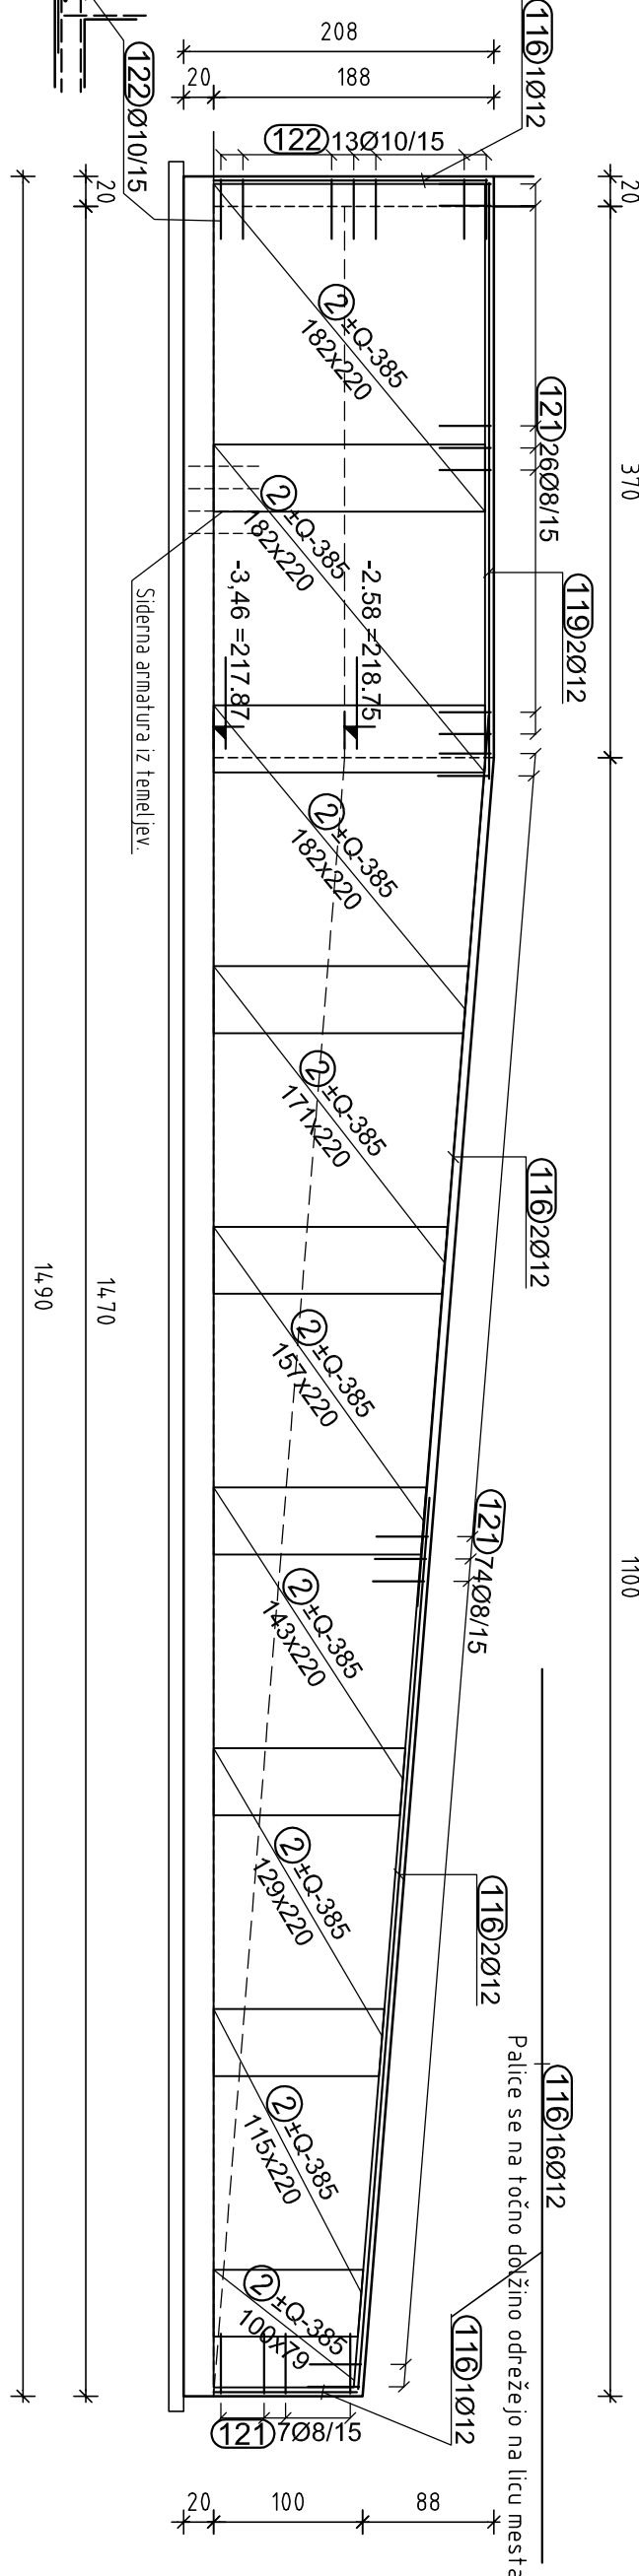 208
20
188
116 1Ø12
122 Ø10/15
122 13Ø10/15
20
20
2 ±Q-385
182x220
370
121 26Ø8/15
2 ±Q-385
182x220
119 2Ø12
-3,46 =217.87
-2.58 =218.75
Siderna armatura iz temeljev.
2 ±Q-385
182x220
2 ±Q-385
171x220
116 2Ø12
1490
1470
2 ±Q-385
157x220
121 74Ø8/15
1100
2 ±Q-385
143x220
2 ±Q-385
129x220
116 2Ø12
116 16Ø12
Palice se na točno dolžino odrežejo na licu mesta
2 ±Q-385
115x220
2 ±Q-385
100x79
116 1Ø12
121 7Ø8/15
20
100
88